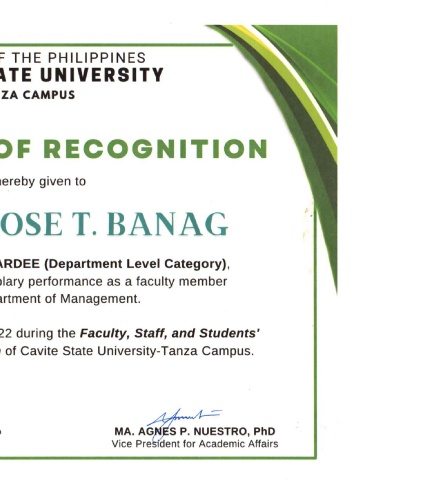 F THE PHILIPPINES
ATE UNIVERSITY
ZA CAMPUS
OF RECOGNITION
hereby given to
OSE T. BANAG
ARDEE (Department Level Category),
plary performance as a faculty member
artment of Management.
22 during the Faculty, Staff, and Students'
of Cavite State University-Tanza Campus.
MA. AGNES P. NUESTRO, PhD
Vice President for Academic Affairs